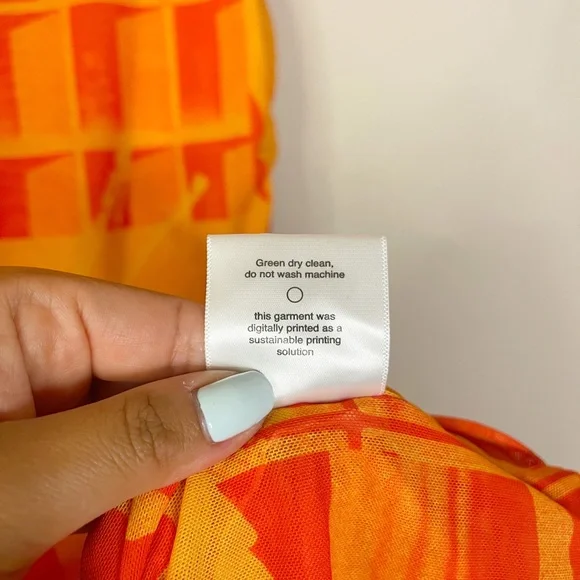 Green dry clean,
do not wash machine
this garment was
digitally printed as a
sustainable printing
solution